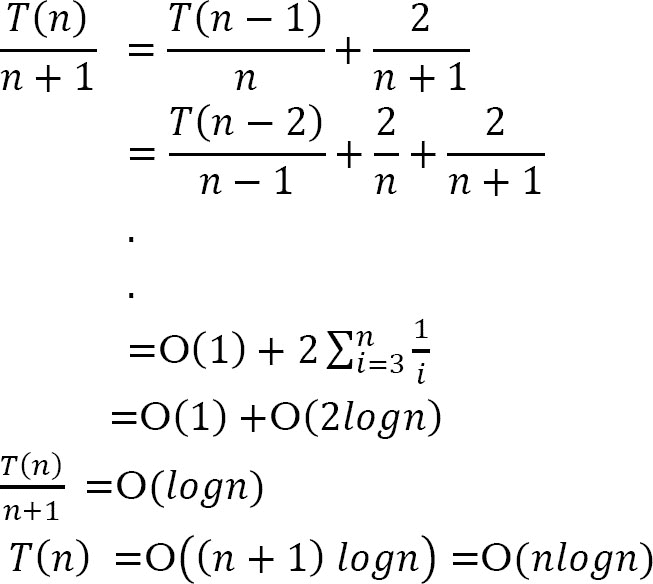 T(n)/(n + 1) = T(n − 1)/n + 2/(n + 1)
= T(n − 2)/(n − 1) + 2/n + 2/(n + 1)
.
.
=O(1) + 2 ∑_{i=3}^{n} 1/i
=O(1) +O(2logn)
T(n)/(n+1) =O(logn)
T(n) =O((n + 1) logn) =O(nlogn)